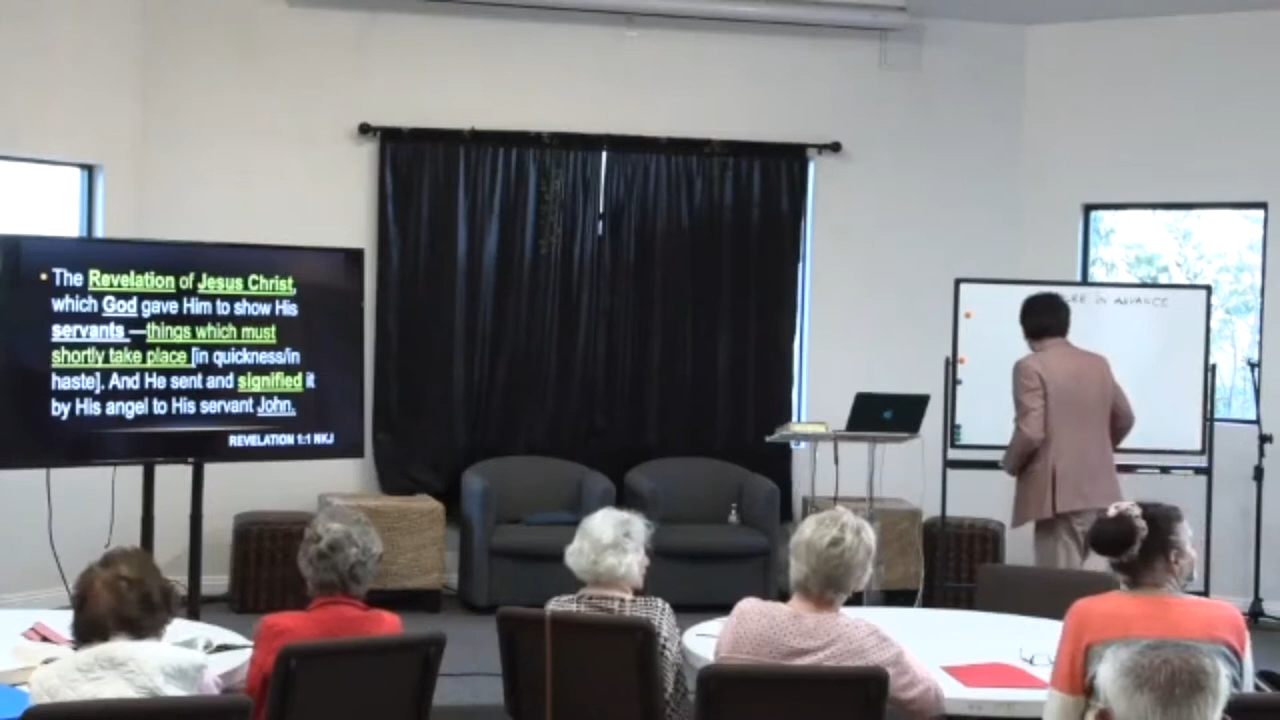 • The Revelation of Jesus Christ,
which God gave Him to show His
servants —things which must
shortly take place [in quickness/in
haste]. And He sent and signified it
by His angel to His servant John.
REVELATION 1:1 NKJ
IN ADVANCE